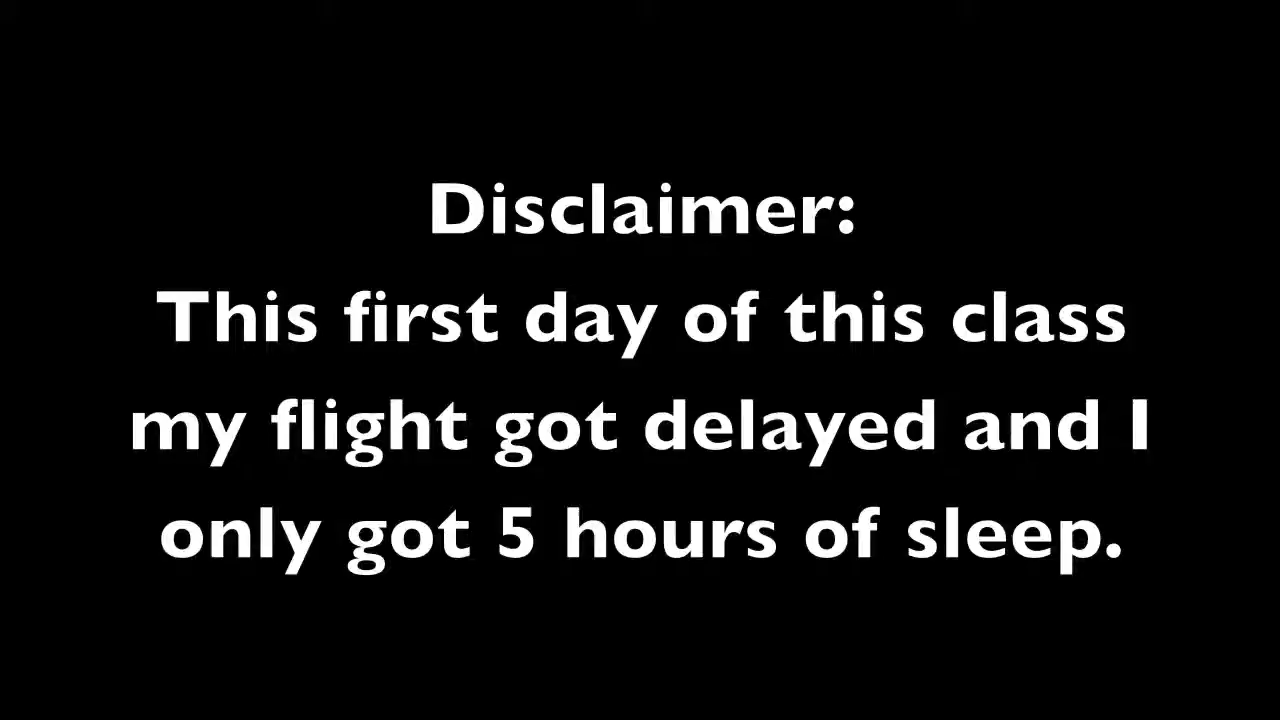 Disclaimer:
This first day of this class
my flight got delayed and I
only got 5 hours of sleep.